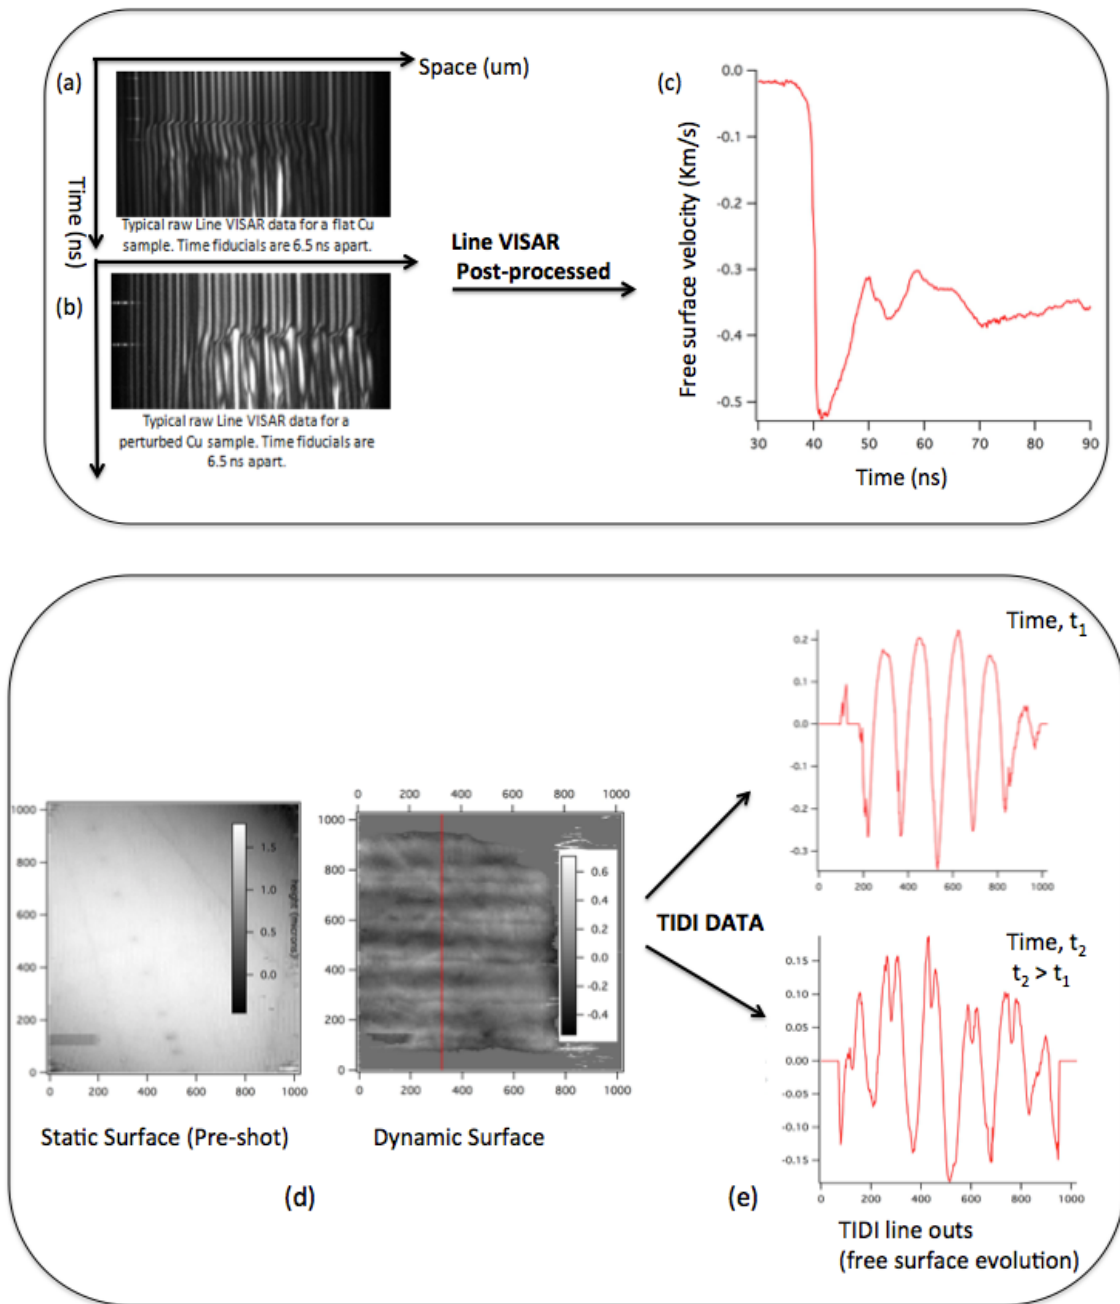 (a)
Space (um)
Time (ns)
Typical raw Line VISAR data for a flat Cu
sample. Time fiducials are 6.5 ns apart.
(b)
Typical raw Line VISAR data for a
perturbed Cu sample. Time fiducials are
6.5 ns apart.
Line VISAR
Post-processed
(c)
Free surface velocity (Km/s)
0.0
-0.1
-0.2
-0.3
-0.4
-0.5
30 40 50 60 70 80 90
Time (ns)
1000
800
600
400
200
0
0 200 400 600 800 1000
1.5
1.0
0.5
0.0
height (microns)
Static Surface (Pre-shot)
0 200 400 600 800 1000
800
600
400
200
0
0 200 400 600 800 1000
0.6
0.4
0.2
0.0
-0.2
-0.4
Dynamic Surface
(d)
TIDI DATA
Time, t1
0.2
0.1
0.0
-0.1
-0.2
-0.3
0 200 400 600 800 1000
Time, t2
t2 > t1
0.15
0.10
0.05
0.00
-0.05
-0.10
-0.15
0 200 400 600 800 1000
(e)
TIDI line outs
(free surface evolution)